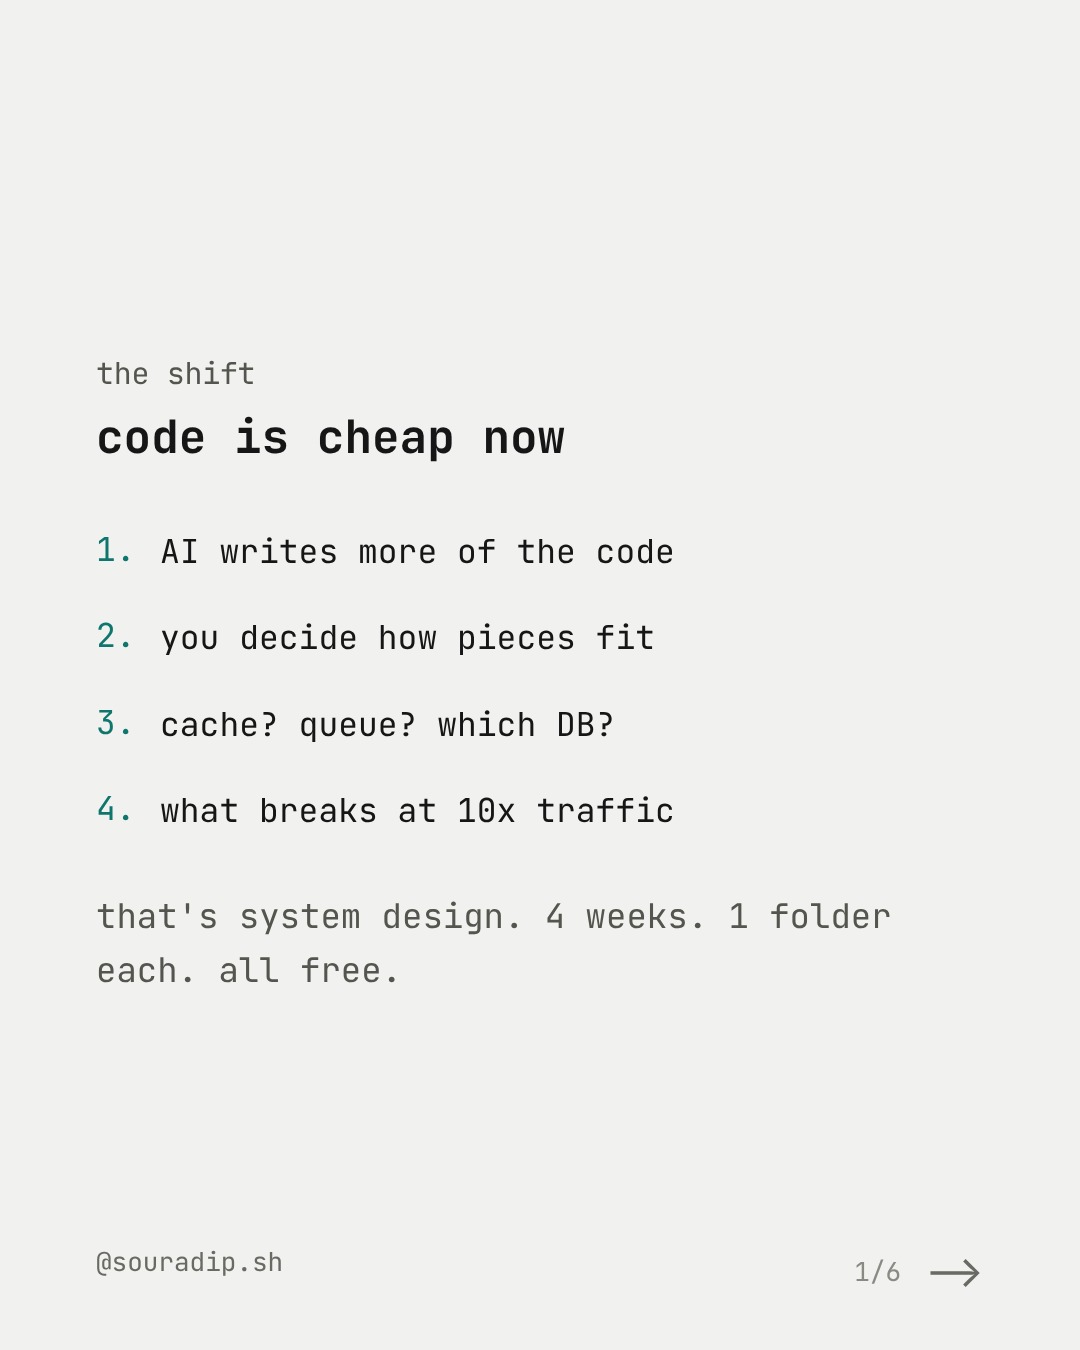 the shift
code is cheap now
1. AI writes more of the code
2. you decide how pieces fit
3. cache? queue? which DB?
4. what breaks at 10x traffic
that's system design. 4 weeks. 1 folder
each. all free.
@souradip.sh
1/6 →